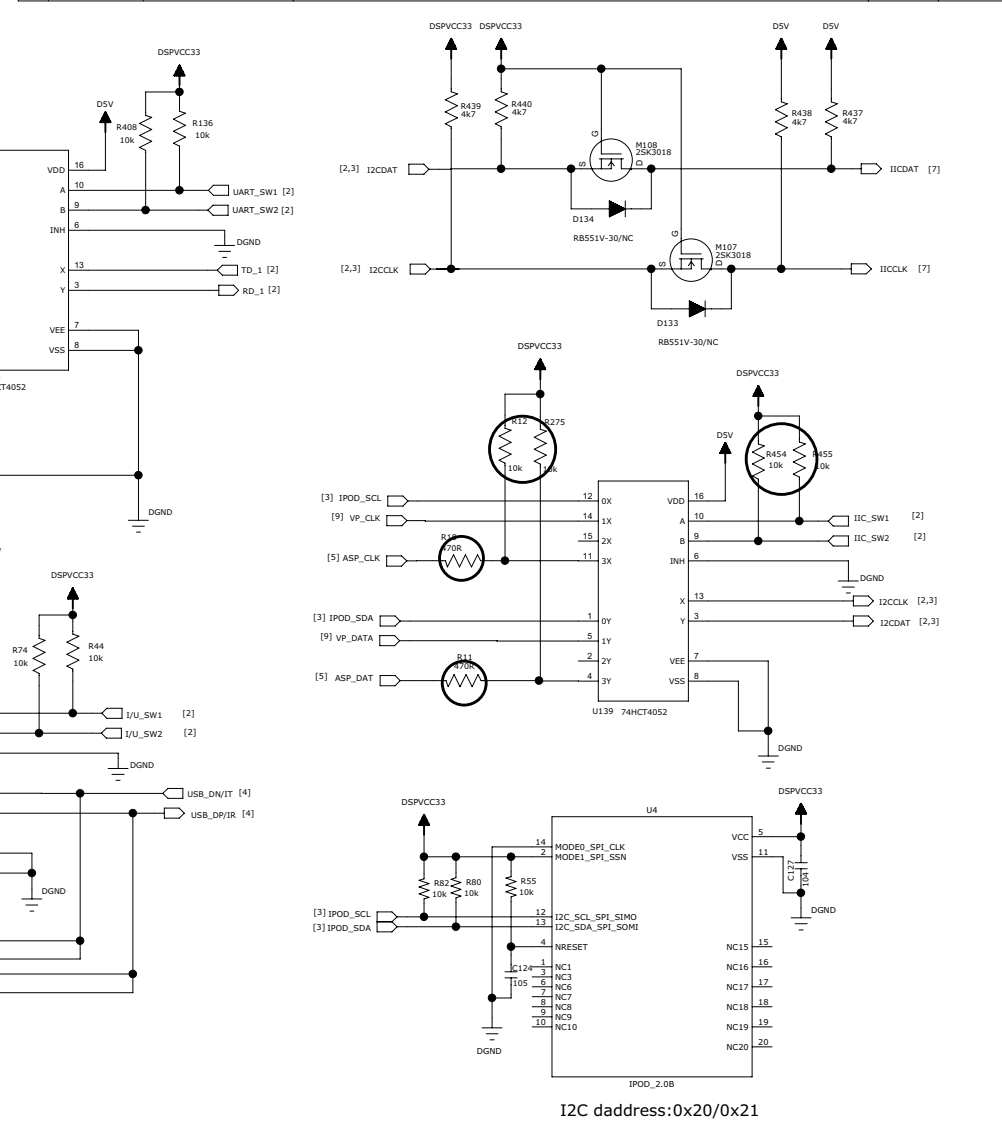 DSPVCC33
D5V
R408
10k
R136
10k
VDD 16
A 10
B 9
INH 6
X 13
Y 3
VEE 7
VSS 8
UART_SW1 [2]
UART_SW2 [2]
DGND
TD_1 [2]
RD_1 [2]
CT4052
DGND
DSPVCC33 DSPVCC33
D5V D5V
R439
4k7
R440
4k7
R438
4k7
R437
4k7
G
M108
2SK3018
S
D
[2,3] I2CDAT
IICDAT [7]
D134
RB551V-30/NC
G
M107
2SK3018
S
D
[2,3] I2CCLK
IICCLK [7]
D133
RB551V-30/NC
DSPVCC33
R12
10k
R275
10k
DSPVCC33
D5V
R454
10k
R455
10k
[3] IPOD_SCL
[9] VP_CLK
[5] ASP_CLK
470R
[3] IPOD_SDA
[9] VP_DATA
[5] ASP_DAT
R11
470R
12 0X
14 1X
15 2X
11 3X
1 0Y
5 1Y
2 2Y
4 3Y
VDD 16
A 10
B 9
INH 6
X 13
Y 3
VEE 7
VSS 8
U139 74HCT4052
IIC_SW1 [2]
IIC_SW2 [2]
DGND
I2CCLK [2,3]
I2CDAT [2,3]
DGND
DSPVCC33
R74
10k
R44
10k
I/U_SW1 [2]
I/U_SW2 [2]
DGND
USB_DN/IT [4]
USB_DP/IR [4]
DGND
DSPVCC33
R82
10k
R80
10k
R55
10k
[3] IPOD_SCL
[3] IPOD_SDA
C124
105
DGND
U4
14 MODE0_SPI_CLK
2 MODE1_SPI_SSN
12 I2C_SCL_SPI_SIMO
13 I2C_SDA_SPI_SOMI
4 NRESET
1 NC1
3 NC3
6 NC6
7 NC7
8 NC8
9 NC9
10 NC10
VCC 5
VSS 11
NC15 15
NC16 16
NC17 17
NC18 18
NC19 19
NC20 20
IPOD_2.0B
DSPVCC33
C127
104
DGND
I2C daddress:0x20/0x21